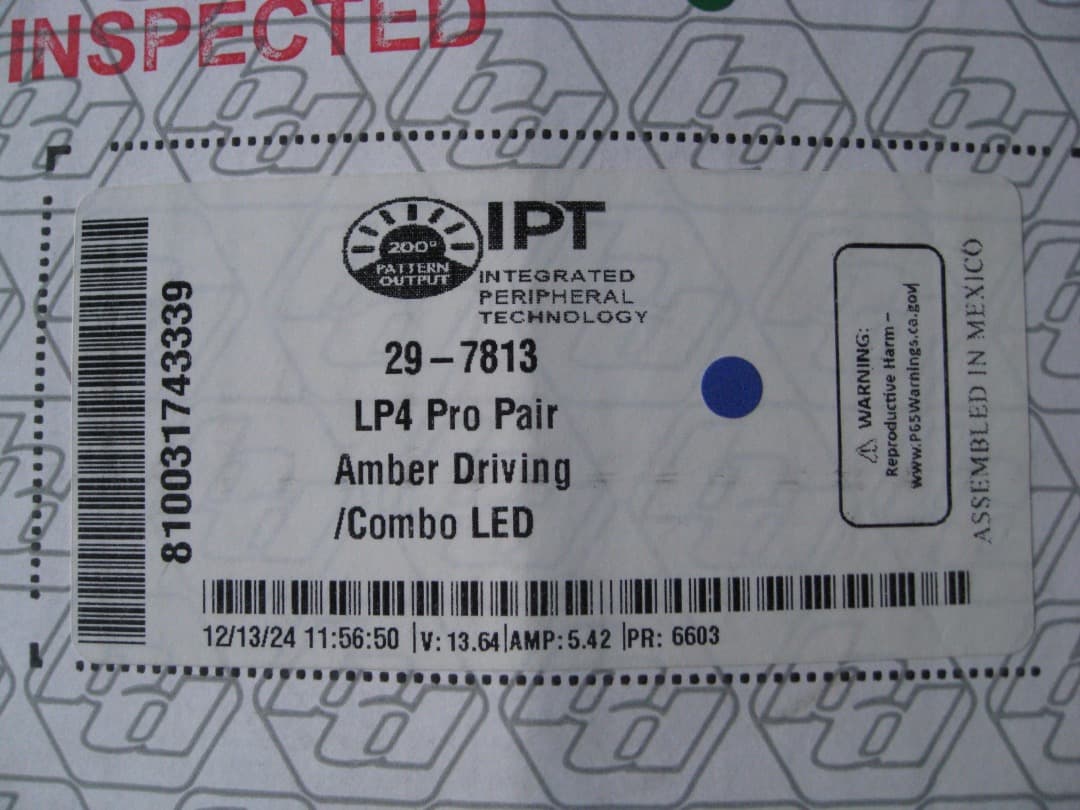 INSPECTED
200°
PATTERN
OUTPUT
IPT
INTEGRATED
PERIPHERAL
TECHNOLOGY
29-7813
LP4 Pro Pair
Amber Driving
/Combo LED
810031743339
⚠ WARNING:
Reproductive Harm –
www.P65Warnings.ca.gov
ASSEMBLED IN MEXICO
12/13/24 11:56:50 |V: 13.64|AMP: 5.42 |PR: 6603